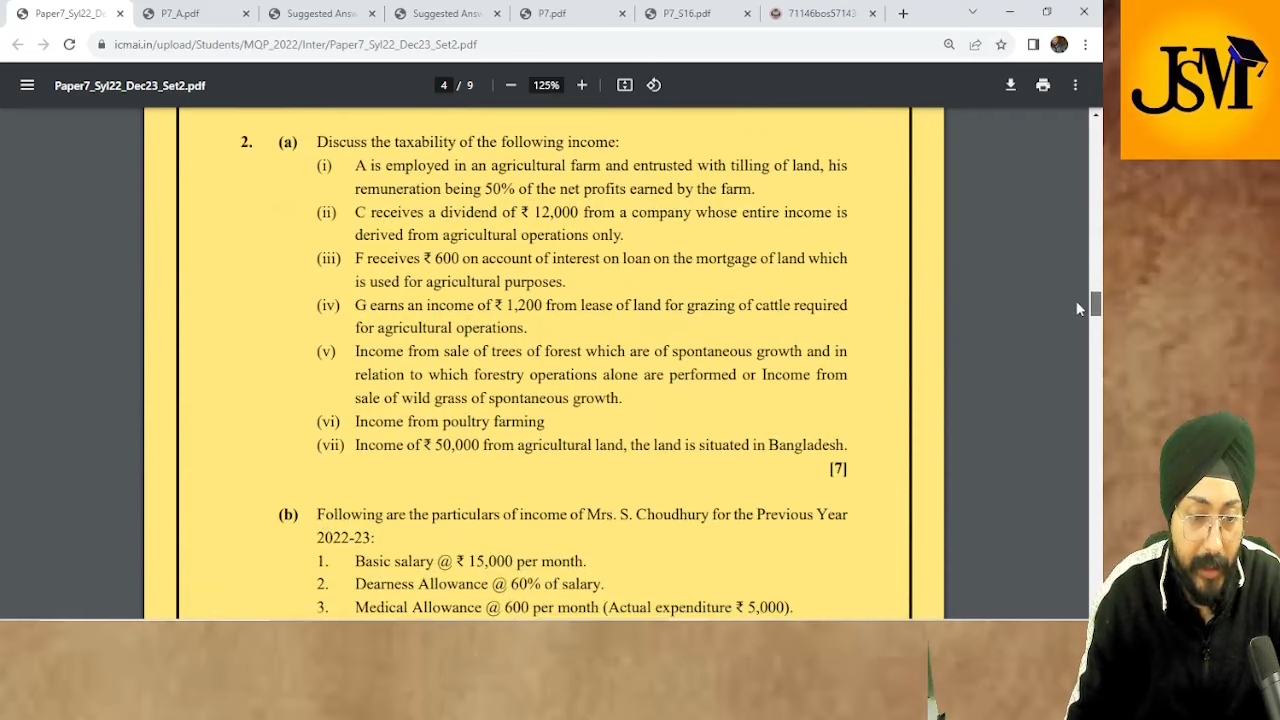 Paper7_Syl22_De
P7_A.pdf
Suggested Answ
Suggested Answ
P7.pdf
P7_S16.pdf
71146bos5714
icmai.in/upload/Students/MQP_2022/Inter/Paper7_Syl22_Dec23_Set2.pdf
Paper7_Syl22_Dec23_Set2.pdf
4 / 9
125%
JSM
2. (a) Discuss the taxability of the following income:
(i) A is employed in an agricultural farm and entrusted with tilling of land, his
remuneration being 50% of the net profits earned by the farm.
(ii) C receives a dividend of ₹ 12,000 from a company whose entire income is
derived from agricultural operations only.
(iii) F receives ₹ 600 on account of interest on loan on the mortgage of land which
is used for agricultural purposes.
(iv) G earns an income of ₹ 1,200 from lease of land for grazing of cattle required
for agricultural operations.
(v) Income from sale of trees of forest which are of spontaneous growth and in
relation to which forestry operations alone are performed or Income from
sale of wild grass of spontaneous growth.
(vi) Income from poultry farming
(vii) Income of ₹ 50,000 from agricultural land, the land is situated in Bangladesh.
[7]
(b) Following are the particulars of income of Mrs. S. Choudhury for the Previous Year
2022-23:
1. Basic salary @ ₹ 15,000 per month.
2. Dearness Allowance @ 60% of salary.
3. Medical Allowance @ 600 per month (Actual expenditure ₹ 5,000).